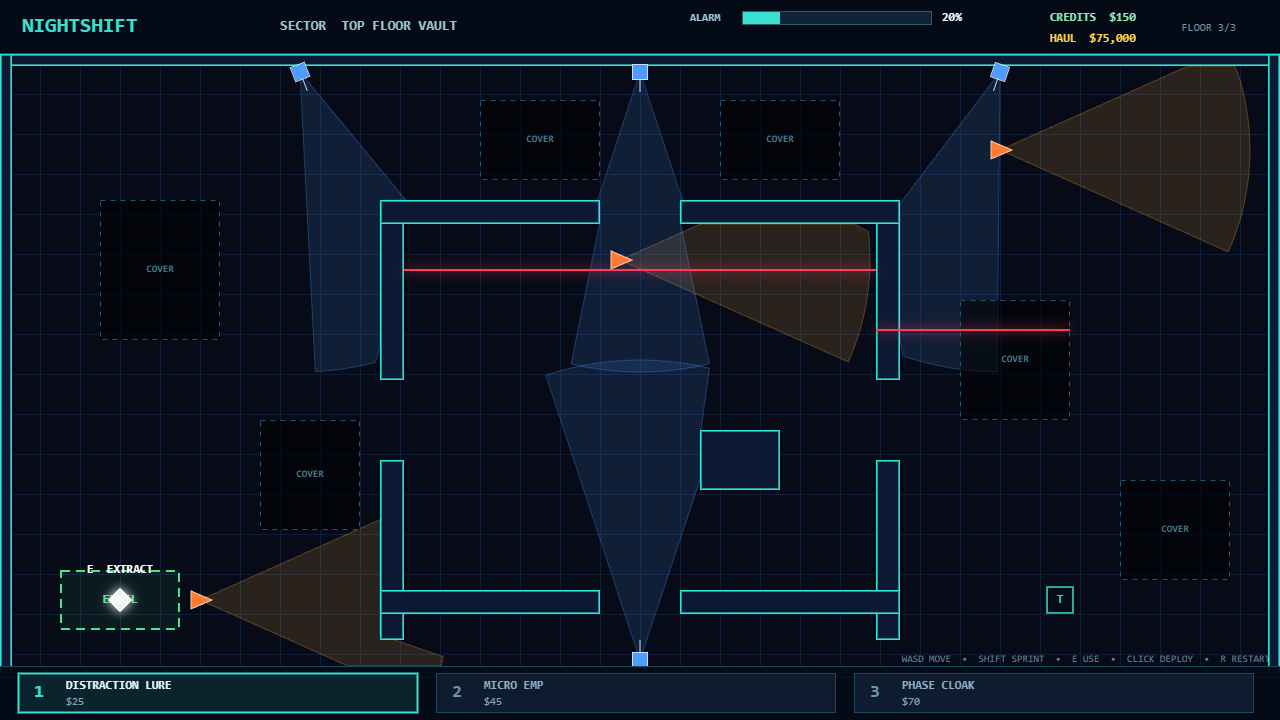 NIGHTSHIFT
SECTOR TOP FLOOR VAULT
ALARM 20%
CREDITS $150
HAUL $75,000
FLOOR 3/3
COVER
COVER
COVER
COVER
COVER
COVER
E EXTRACT
T
WASD MOVE • SHIFT SPRINT • E USE • CLICK DEPLOY • R RESTART
1 DISTRACTION LURE
$25
2 MICRO EMP
$45
3 PHASE CLOAK
$70